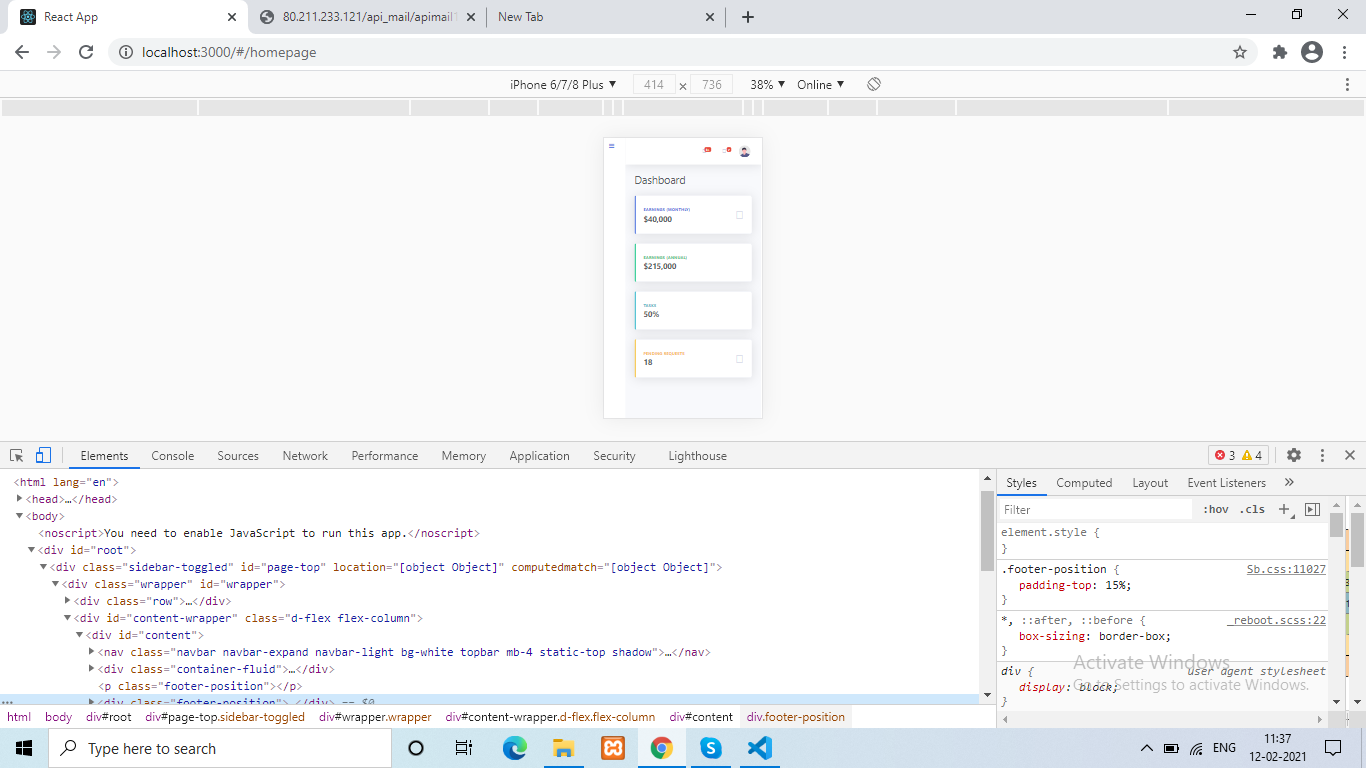 React App
80.211.233.121/api_mail/apimail1
New Tab
localhost:3000/#/homepage
iPhone 6/7/8 Plus 414 × 736 38% Online
Dashboard
EARNINGS (MONTHLY)
$40,000
EARNINGS (ANNUAL)
$215,000
TASKS
50%
PENDING REQUESTS
18
Elements Console Sources Network Performance Memory Application Security Lighthouse 3 4
<html lang="en">
<head>…</head>
<body>
<noscript>You need to enable JavaScript to run this app.</noscript>
<div id="root">
<div class="sidebar-toggled" id="page-top" location="[object Object]" computedmatch="[object Object]">
<div class="wrapper" id="wrapper">
<div class="row">…</div>
<div id="content-wrapper" class="d-flex flex-column">
<div id="content">
<nav class="navbar navbar-expand navbar-light bg-white topbar mb-4 static-top shadow">…</nav>
<div class="container-fluid">…</div>
<p class="footer-position"></p>
<div class="footer-position">…</div> == $0
html body div#root div#page-top.sidebar-toggled div#wrapper.wrapper div#content-wrapper.d-flex.flex-column div#content div.footer-position
Styles Computed Layout Event Listeners »
Filter :hov .cls
element.style {
}
.footer-position { Sb.css:11027
padding-top: 15%;
}
*, ::after, ::before { _reboot.scss:22
box-sizing: border-box;
}
div { user agent stylesheet
display: block;
}
Activate Windows
Go to Settings to activate Windows.
Type here to search
ENG
11:37
12-02-2021